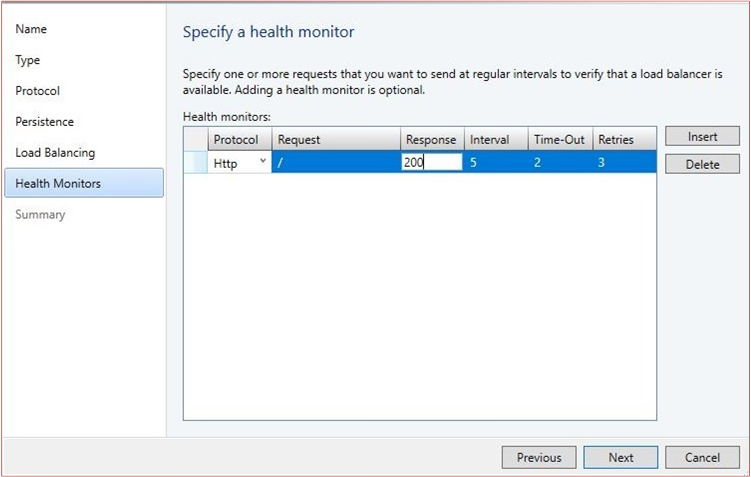 Name
Type
Protocol
Persistence
Load Balancing
Health Monitors
Summary
Specify a health monitor
Specify one or more requests that you want to send at regular intervals to verify that a load balancer is
available. Adding a health monitor is optional.
Health monitors:
Protocol Request Response Interval Time-Out Retries
Http / 200 5 2 3
Insert
Delete
Previous Next Cancel